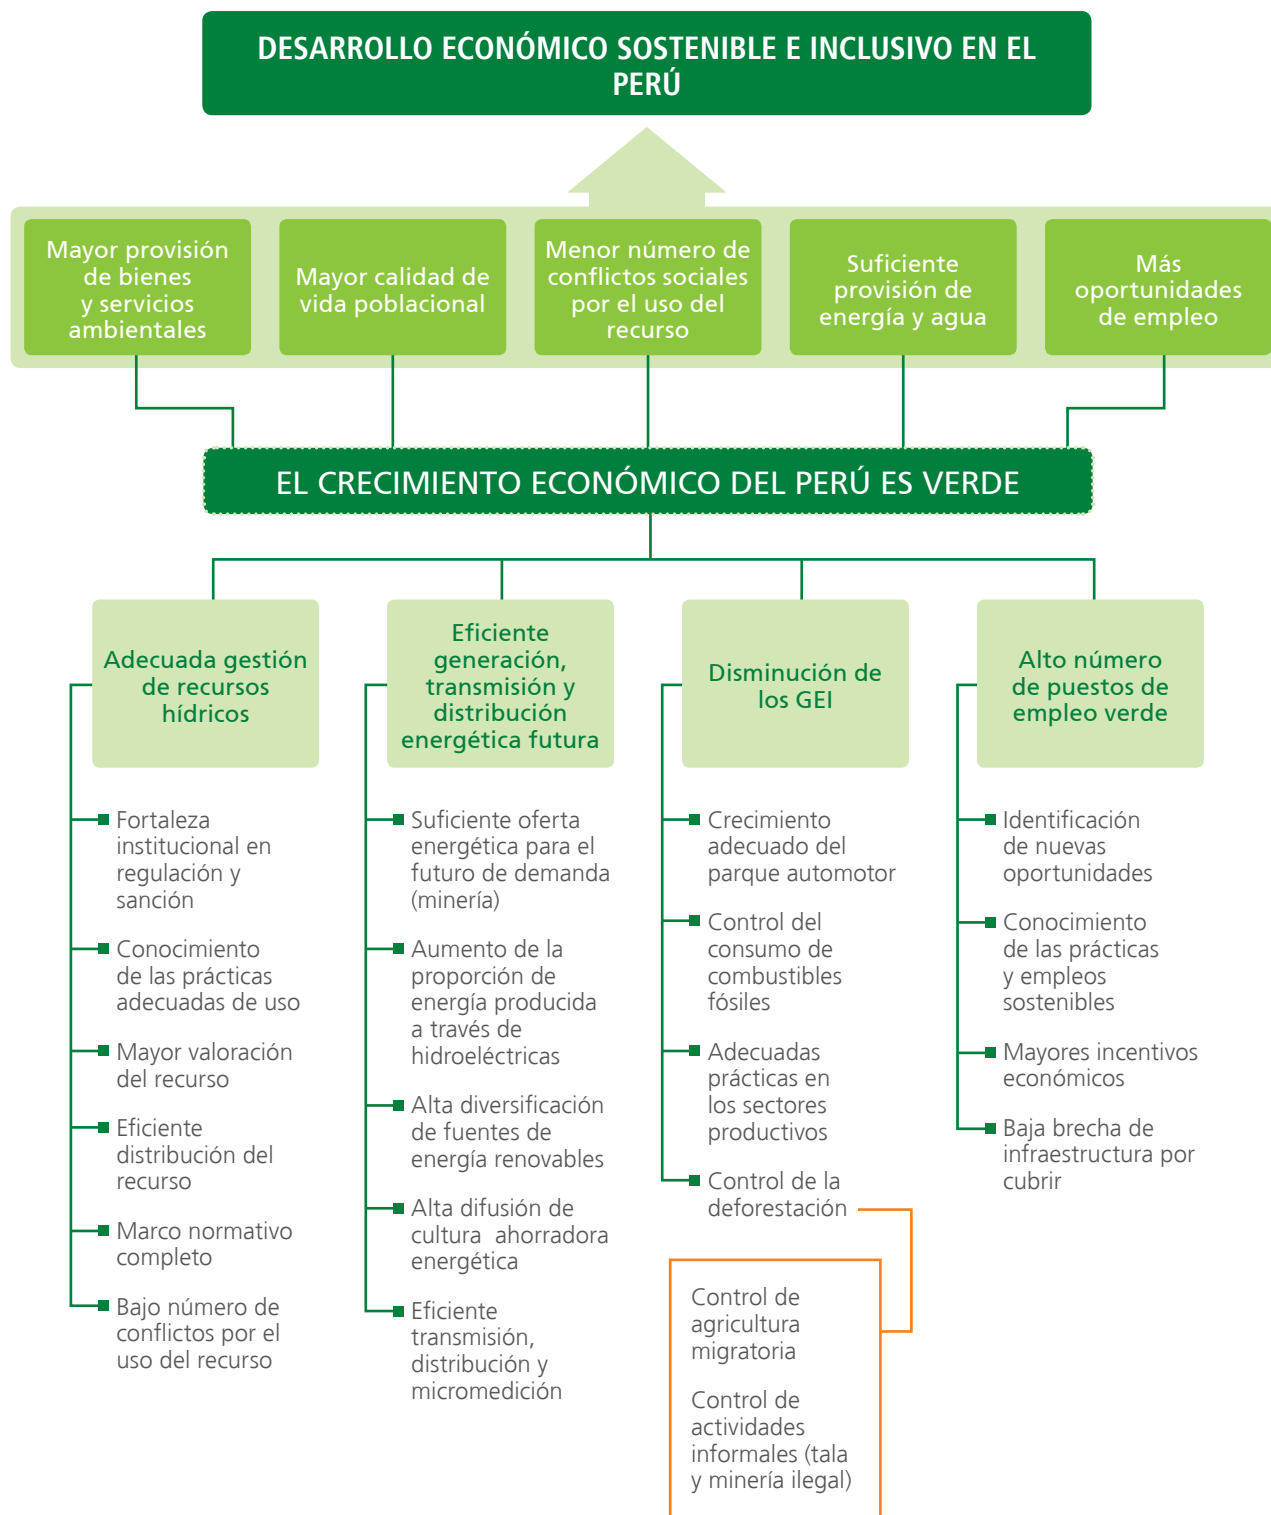 DESARROLLO ECONÓMICO SOSTENIBLE E INCLUSIVO EN EL
PERÚ
Mayor provisión
de bienes
y servicios
ambientales
Mayor calidad de
vida poblacional
Menor número de
conflictos sociales
por el uso del
recurso
Suficiente
provisión de
energía y agua
Más
oportunidades
de empleo
EL CRECIMIENTO ECONÓMICO DEL PERÚ ES VERDE
Adecuada gestión
de recursos
hídricos
Fortaleza
institucional en
regulación y
sanción
Conocimiento
de las prácticas
adecuadas de uso
Mayor valoración
del recurso
Eficiente
distribución del
recurso
Marco normativo
completo
Bajo número de
conflictos por el
uso del recurso
Eficiente
generación,
transmisión y
distribución
energética futura
Suficiente oferta
energética para el
futuro de demanda
(minería)
Aumento de la
proporción de
energía producida
a través de
hidroeléctricas
Alta diversificación
de fuentes de
energía renovables
Alta difusión de
cultura ahorradora
energética
Eficiente
transmisión,
distribución y
micromedición
Disminución de
los GEI
Crecimiento
adecuado del
parque automotor
Control del
consumo de
combustibles
fósiles
Adecuadas
prácticas en
los sectores
productivos
Control de la
deforestación
Control de
agricultura
migratoria
Control de
actividades
informales (tala
y minería ilegal)
Alto número
de puestos de
empleo verde
Identificación
de nuevas
oportunidades
Conocimiento
de las prácticas
y empleos
sostenibles
Mayores incentivos
económicos
Baja brecha de
infraestructura por
cubrir